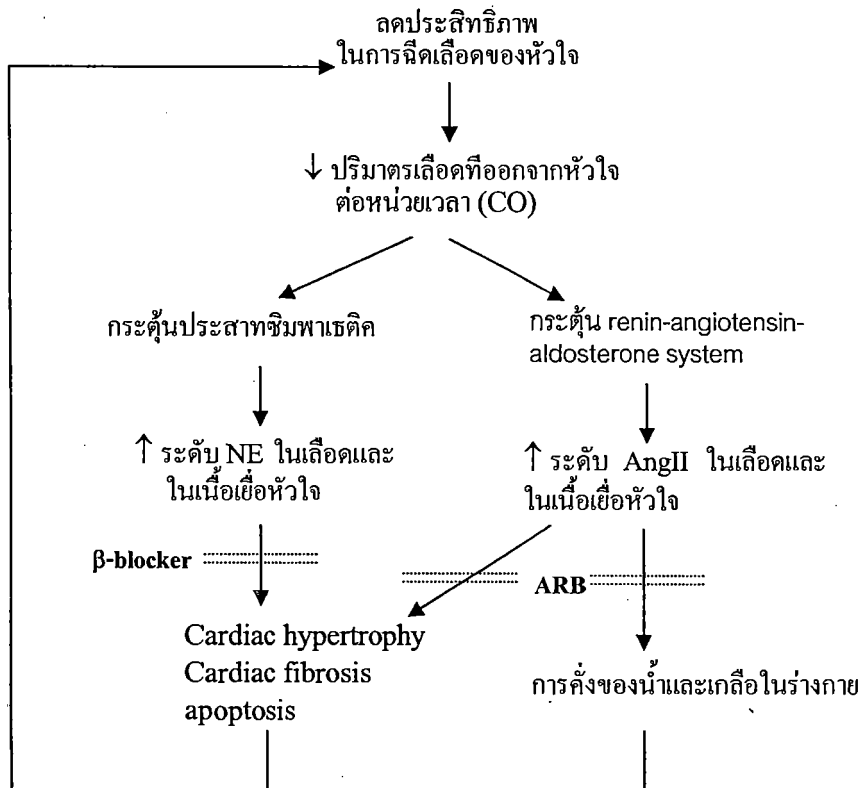 ลดประสิทธิภาพ
ในการฉีดเลือดของหัวใจ
↓ ปริมาตรเลือดที่ออกจากหัวใจ
ต่อหน่วยเวลา (CO)
กระตุ้นประสาทซิมพาเธติค
กระตุ้น renin-angiotensin-
aldosterone system
↑ ระดับ NE ในเลือดและ
ในเนื้อเยื่อหัวใจ
↑ ระดับ AngII ในเลือดและ
ในเนื้อเยื่อหัวใจ
β-blocker
ARB
Cardiac hypertrophy
Cardiac fibrosis
apoptosis
การคั่งของน้ำและเกลือในร่างกาย